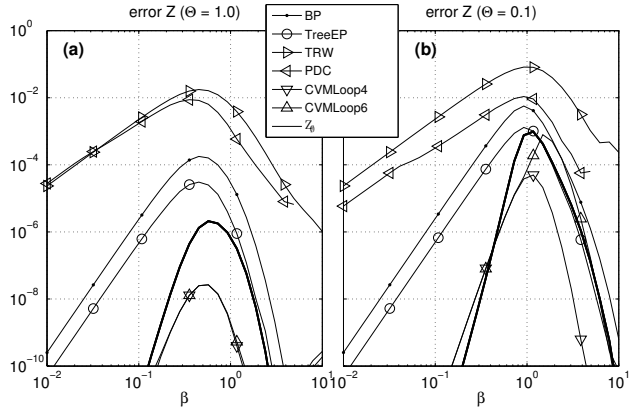 error Z (Θ = 1.0)
error Z (Θ = 0.1)
BP
TreeEP
TRW
PDC
CVMLoop4
CVMLoop6
(a)
(b)
10^0
10^-2
10^-4
10^-6
10^-8
10^-10
10^-2
10^-1
10^0
10^1
10^-2
10^-1
10^0
10^1
β
β